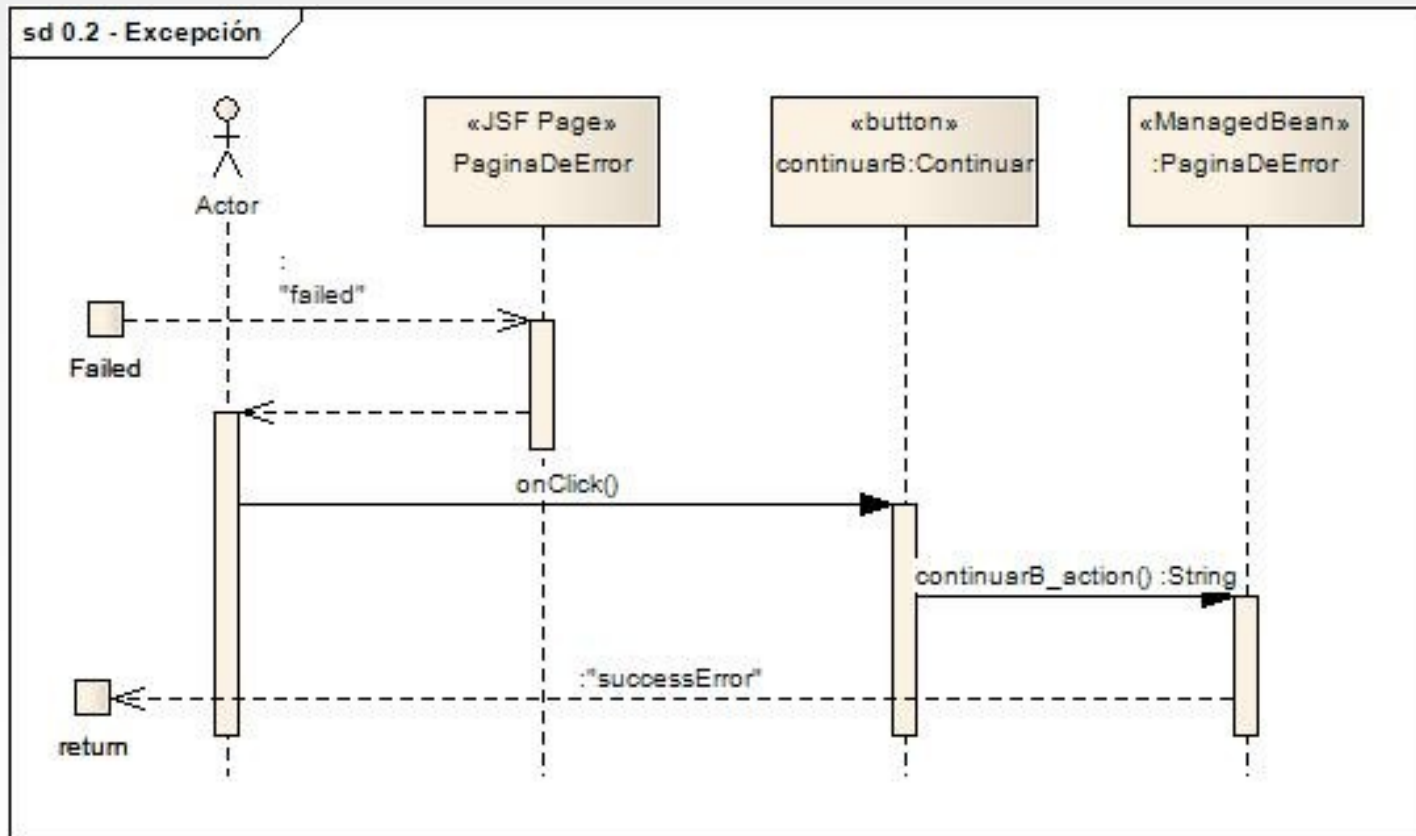 sd 0.2 - Excepción
Actor
«JSF Page»
PaginaDeError
«button»
continuarB:Continuar
«ManagedBean»
:PaginaDeError
:
"failed"
Failed
onClick()
continuarB_action() :String
:"successError"
return